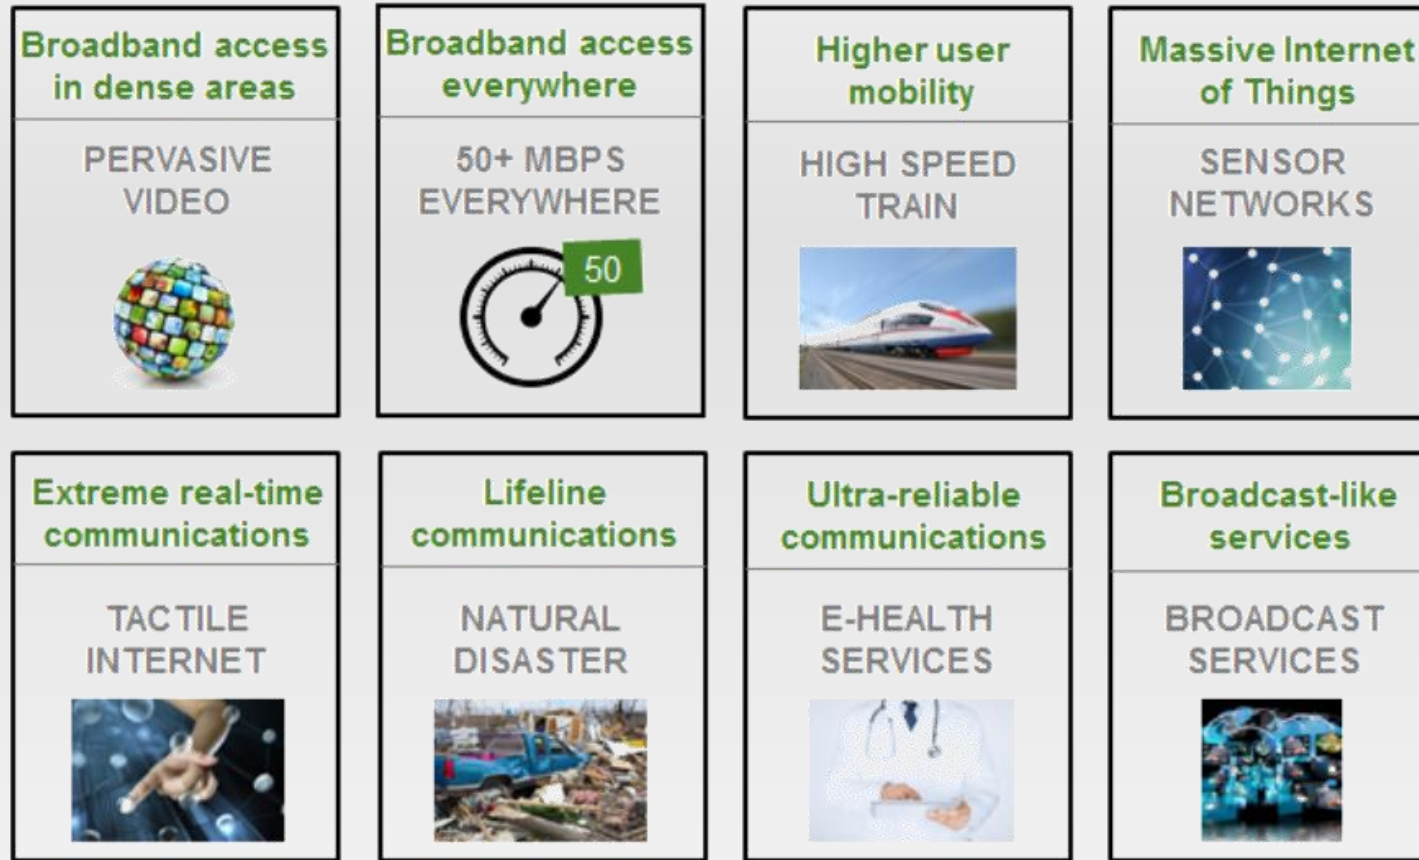 Broadband access
in dense areas
PERVASIVE
VIDEO
Broadband access
everywhere
50+ MBPS
EVERYWHERE
50
Higher user
mobility
HIGH SPEED
TRAIN
Massive Internet
of Things
SENSOR
NETWORKS
Extreme real-time
communications
TACTILE
INTERNET
Lifeline
communications
NATURAL
DISASTER
Ultra-reliable
communications
E-HEALTH
SERVICES
Broadcast-like
services
BROADCAST
SERVICES